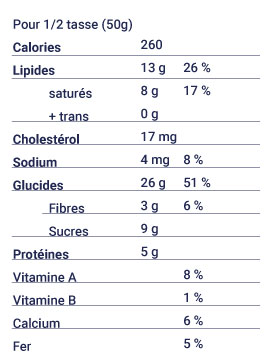 Pour 1/2 tasse (50g)
Calories 260
Lipides 13 g 26 %
saturés 8 g 17 %
+ trans 0 g
Cholestérol 17 mg
Sodium 4 mg 8 %
Glucides 26 g 51 %
Fibres 3 g 6 %
Sucres 9 g
Protéines 5 g
Vitamine A 8 %
Vitamine B 1 %
Calcium 6 %
Fer 5 %